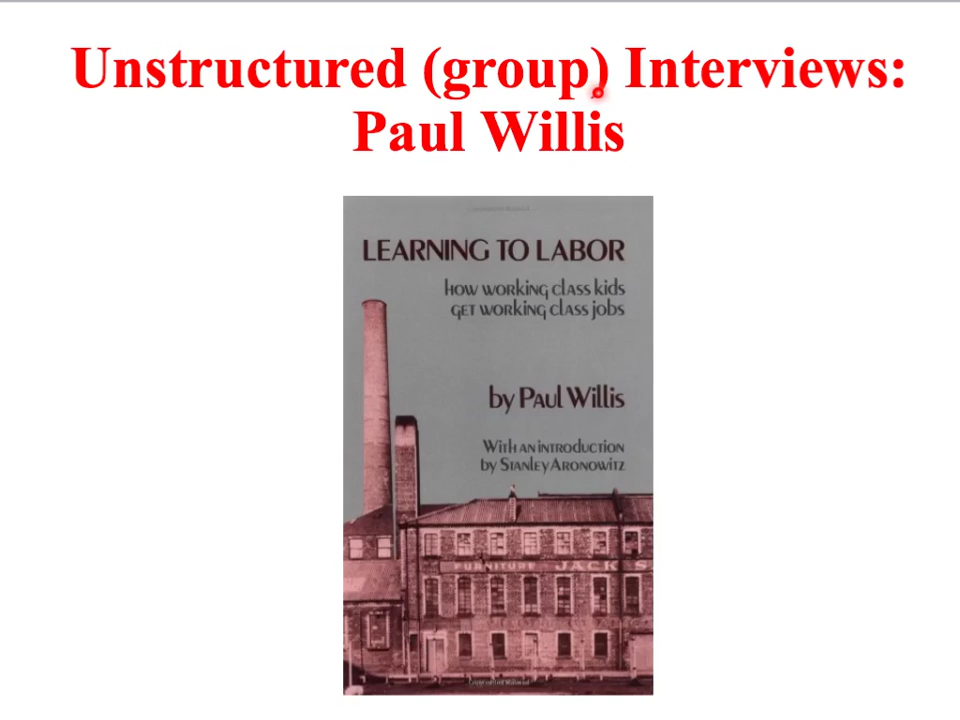 Unstructured (group) Interviews:
Paul Willis
LEARNING TO LABOR
HOW WORKING CLASS KIDS
GET WORKING CLASS JOBS
by PAUL Willis
WITH AN INTRODUCTION
by STANLEY ARONOWITZ
FURNITURE JACK S